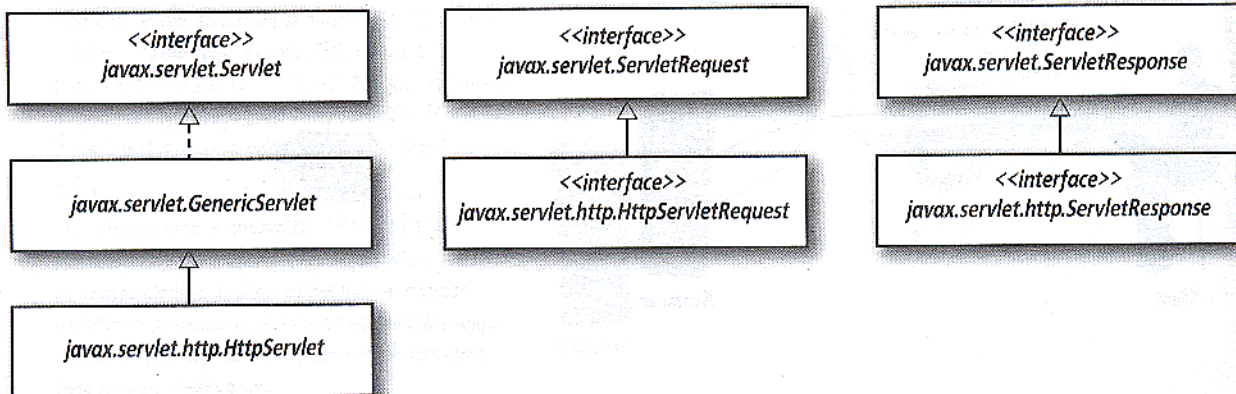 <<interface>>
javax.servlet.Servlet
javax.servlet.GenericServlet
javax.servlet.http.HttpServlet
<<interface>>
javax.servlet.ServletRequest
<<interface>>
javax.servlet.http.HttpServletRequest
<<interface>>
javax.servlet.ServletResponse
<<interface>>
javax.servlet.http.ServletResponse